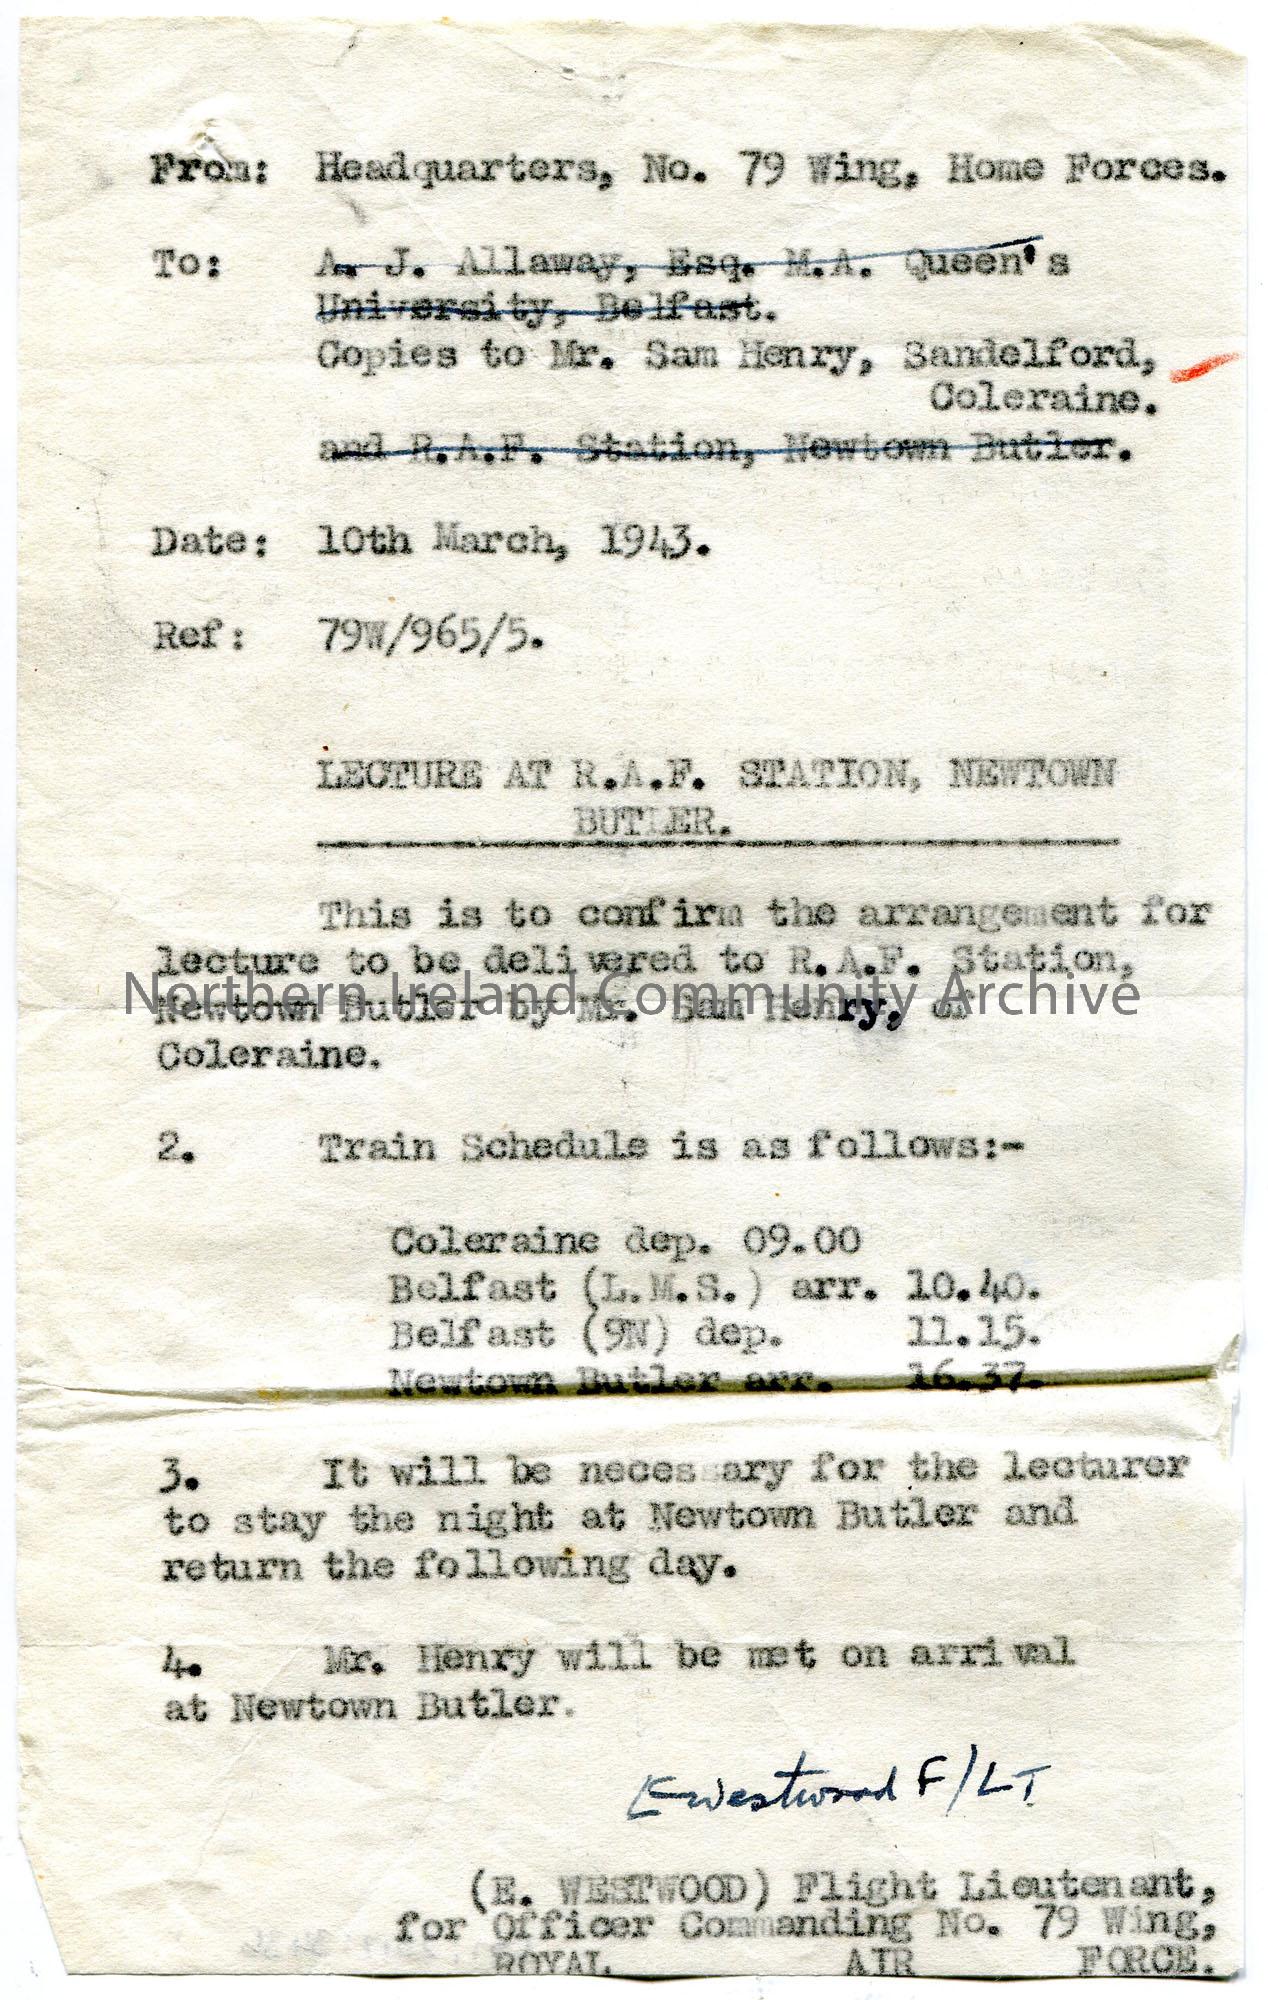 From: Headquarters, No. 79 Wing, Home Forces.
To: A. J. Allaway, Esq. M.A. Queen's
University, Belfast.
Copies to Mr. Sam Henry, Sandelford,
Coleraine.
and R.A.F. Station, Newtown Butler.
Date: 10th March, 1943.
Ref: 79W/965/5.
LECTURE AT R.A.F. STATION, NEWTOWN
BUTLER.
This is to confirm the arrangement for
lecture to be delivered to R.A.F. Station,
Northern Ireland Community Archive
Newtown Butler by Mr. Sam Henry, of
Coleraine.
2. Train Schedule is as follows:-
Coleraine dep. 09.00
Belfast (L.M.S.) arr. 10.40.
Belfast (9N) dep. 11.15.
Newtown Butler arr. 16.37.
3. It will be necessary for the lecturer
to stay the night at Newtown Butler and
return the following day.
4. Mr. Henry will be met on arrival
at Newtown Butler.
E Westwood F/LT
(E. WESTWOOD) Flight Lieutenant,
for Officer Commanding No. 79 Wing,
ROYAL AIR FORCE.